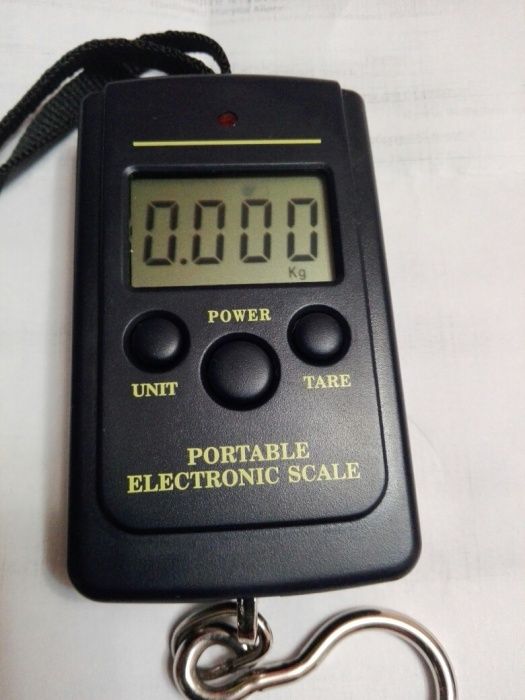 0.000
Kg
POWER
UNIT
TARE
PORTABLE
ELECTRONIC SCALE